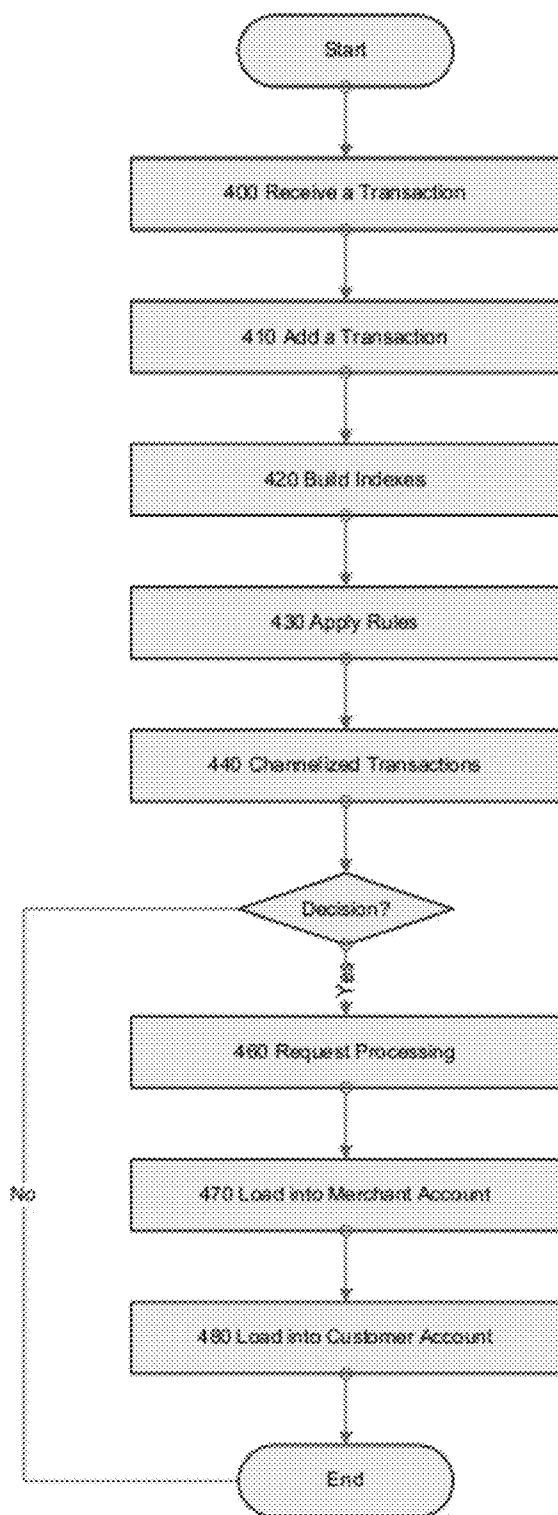 Start
400 Receive a Transaction
410 Add a Transaction
420 Build Indexes
430 Apply Rules
440 Channelized Transactions
Decision?
Yes
460 Request Processing
No
470 Load into Merchant Account
480 Load into Customer Account
End